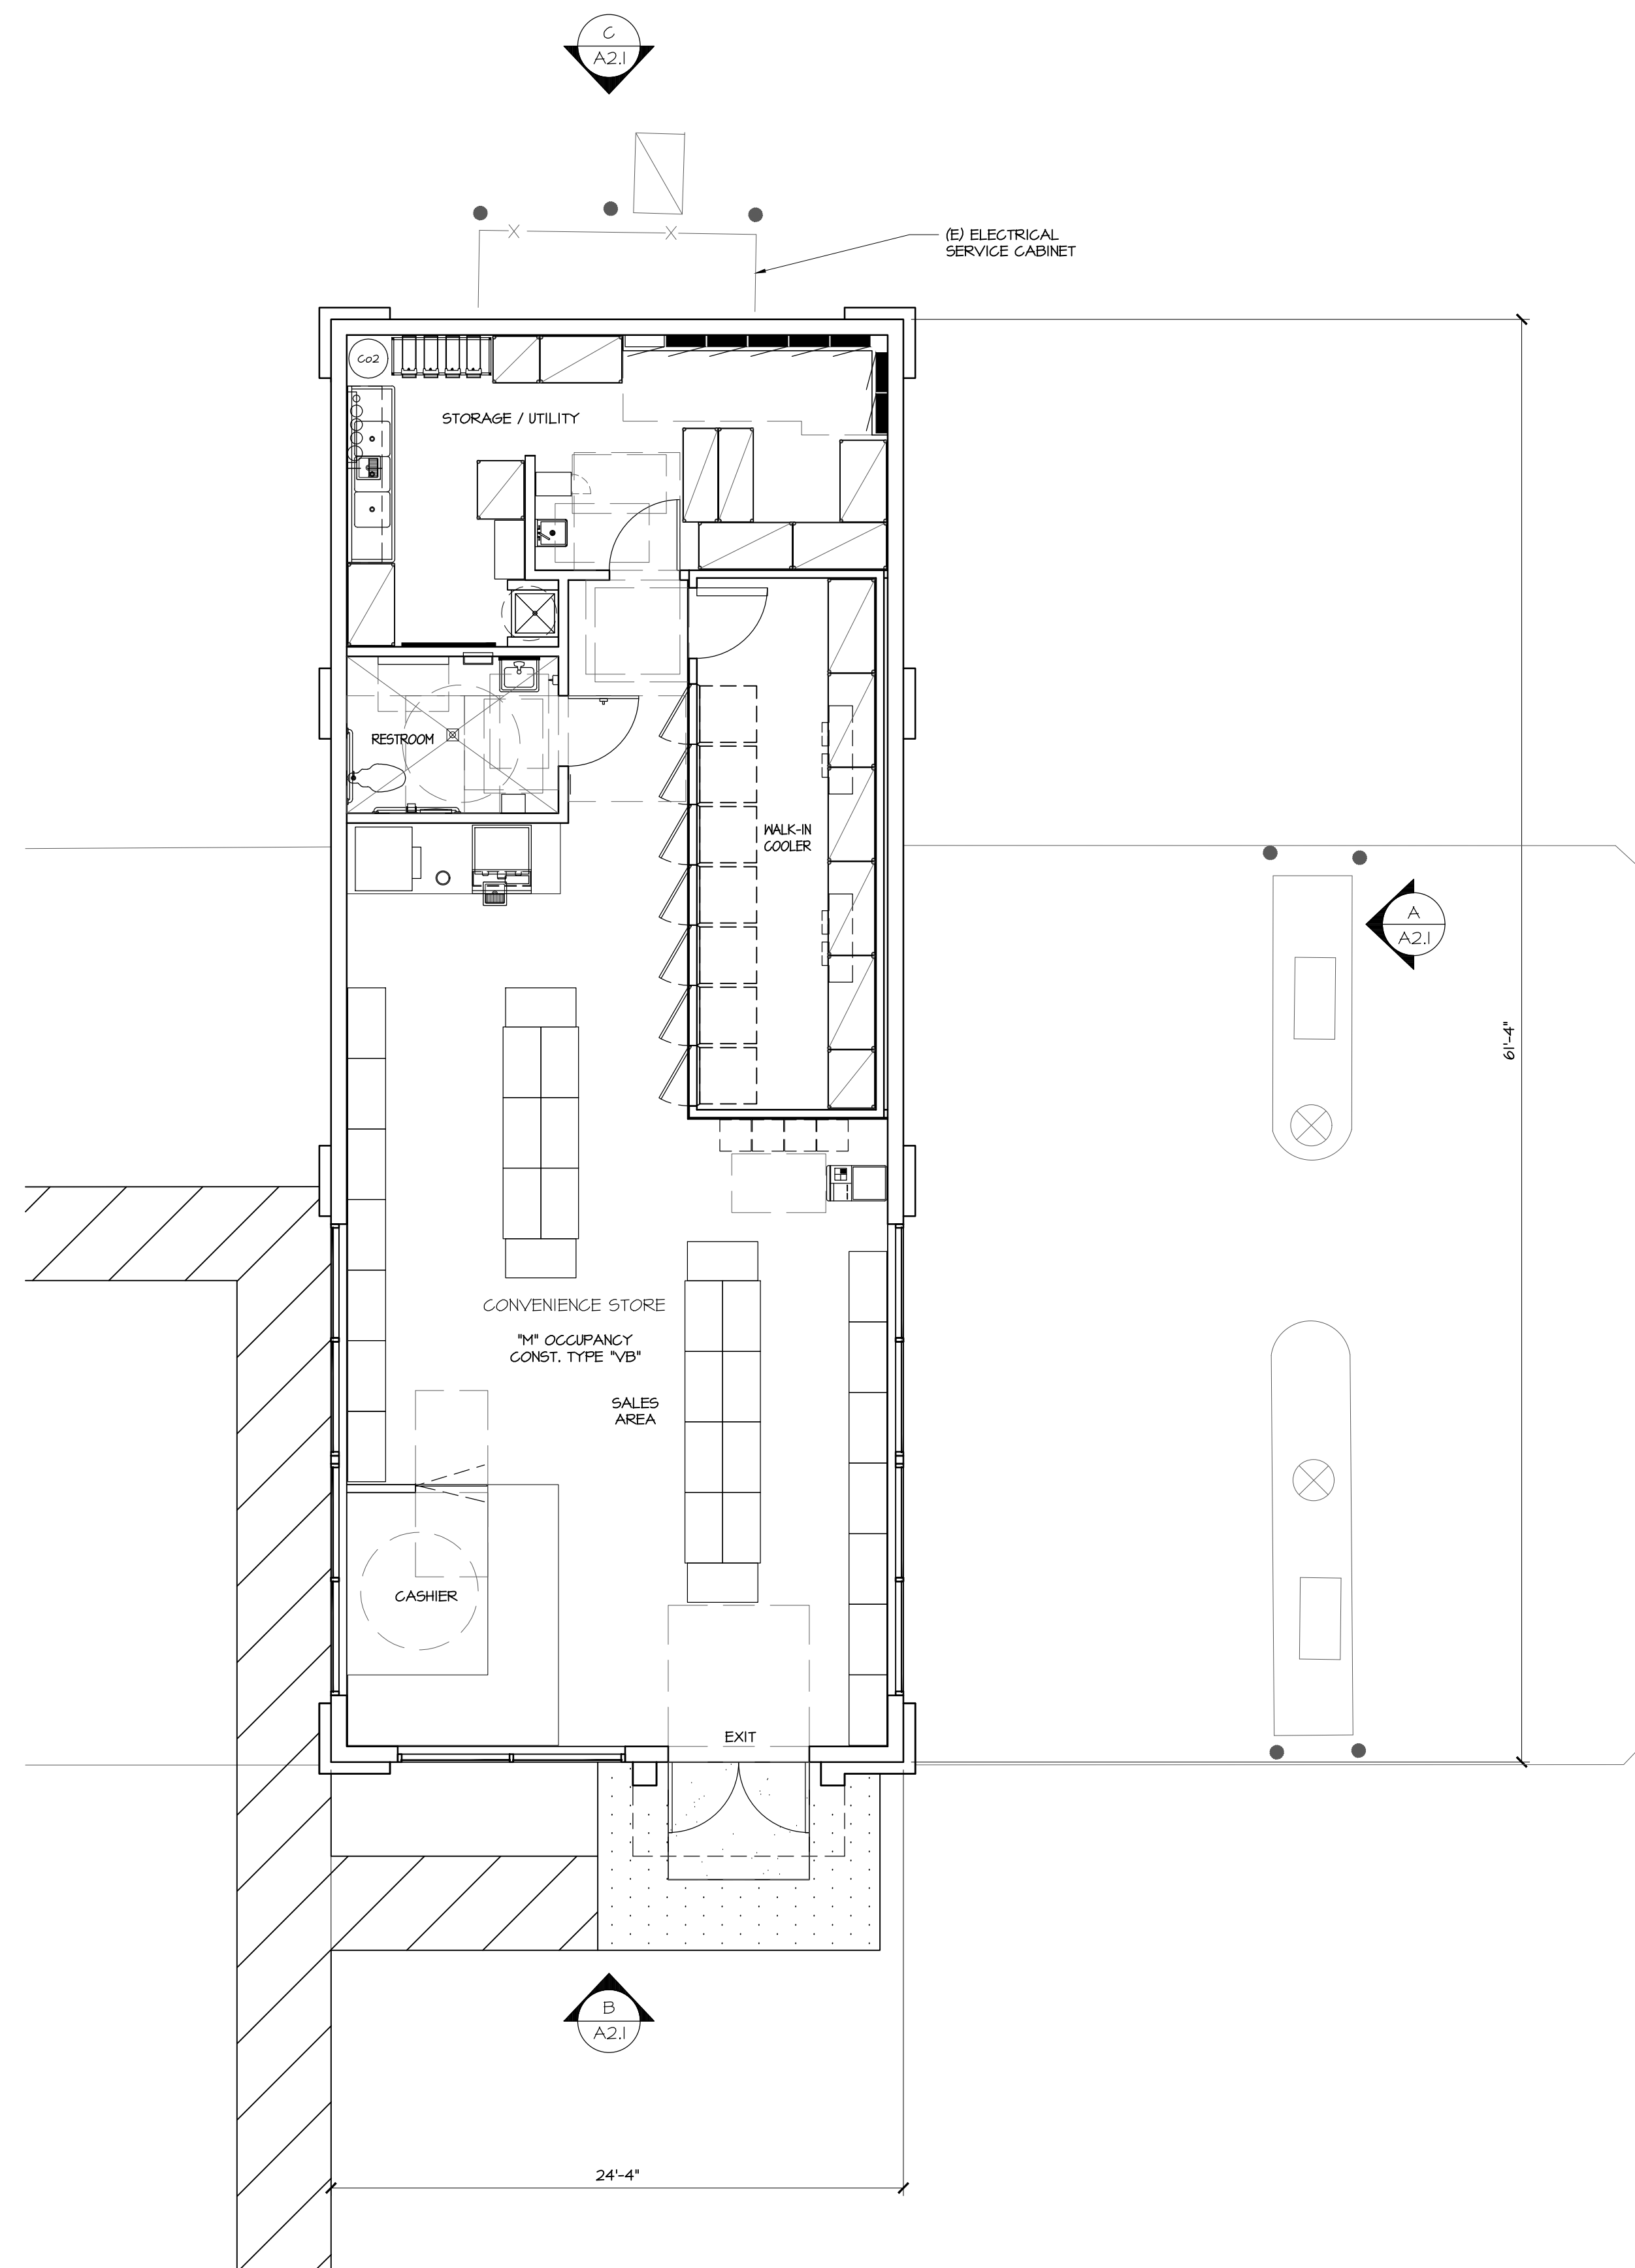 C
A2.1
(E) ELECTRICAL
SERVICE CABINET
Co2
STORAGE / UTILITY
RESTROOM
WALK-IN
COOLER
A
A2.1
61'-4"
CONVENIENCE STORE
"M" OCCUPANCY
CONST. TYPE "VB"
SALES
AREA
CASHIER
EXIT
B
A2.1
24'-4"